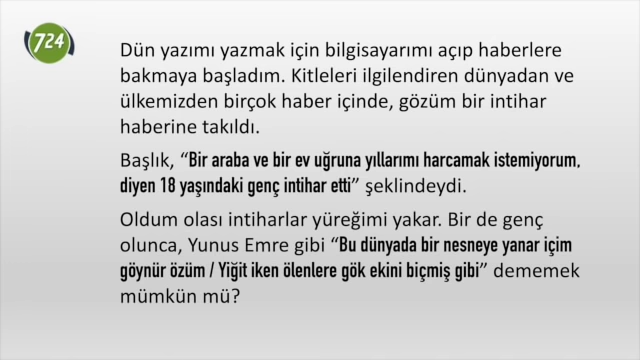 724
Dün yazımı yazmak için bilgisayarımı açıp haberlere
bakmaya başladım. Kitleleri ilgilendiren dünyadan ve
ülkemizden birçok haber içinde, gözüm bir intihar
haberine takıldı.
Başlık, “Bir araba ve bir ev uğruna yıllarımı harcamak istemiyorum,
diyen 18 yaşındaki genç intihar etti” şeklindeydi.
Oldum olası intiharlar yüreğimi yakar. Bir de genç
olunca, Yunus Emre gibi “Bu dünyada bir nesneye yanar içim
göynür özüm / Yiğit iken ölenlere gök ekini biçmiş gibi” dememek
mümkün mü?